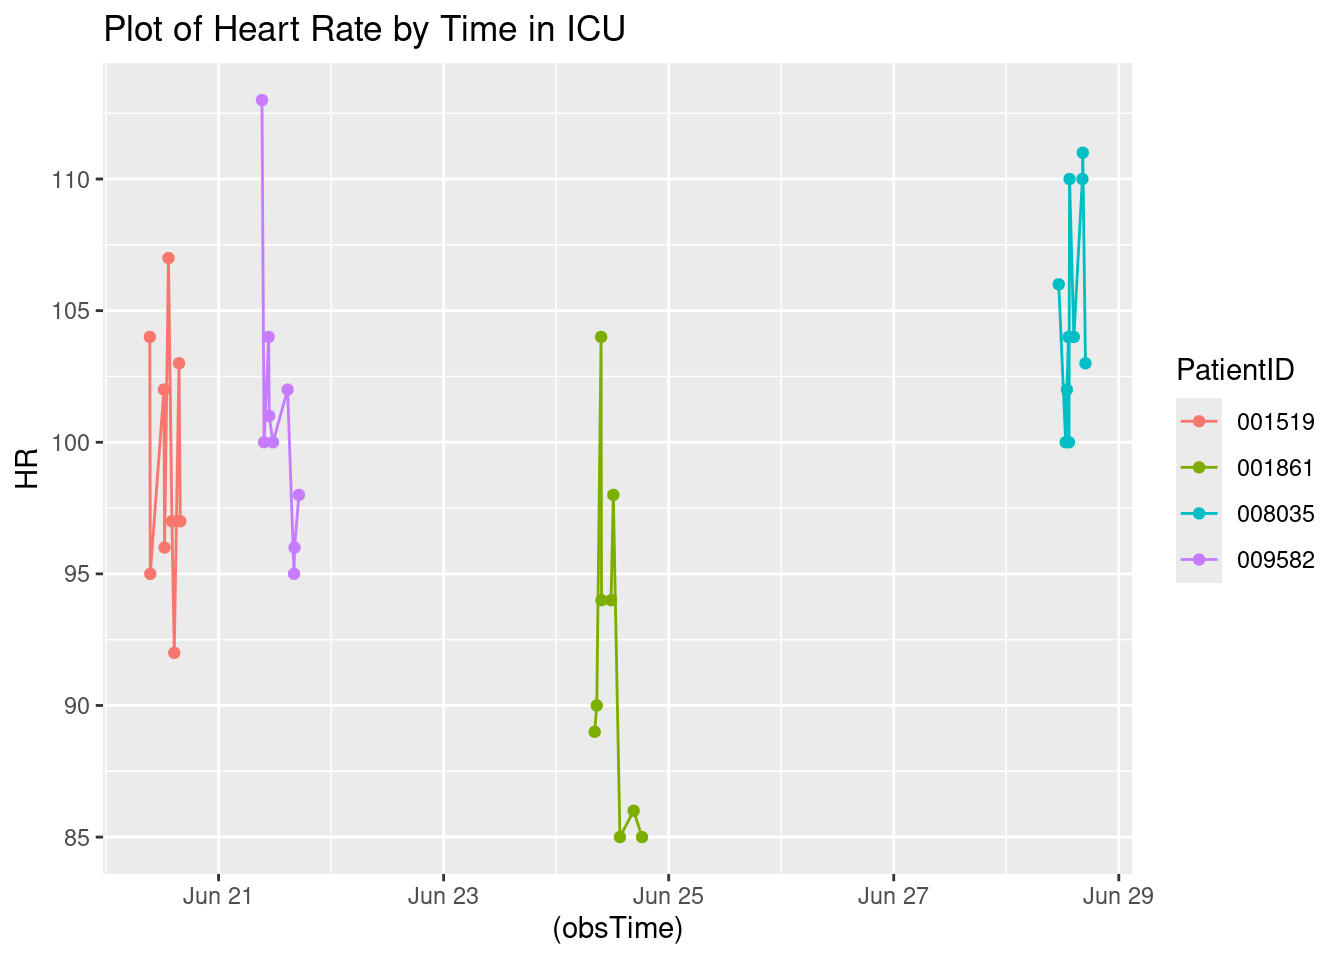 Plot of Heart Rate by Time in ICU
110
105
100
95
90
85
HR
Jun 21
Jun 23
Jun 25
Jun 27
Jun 29
(obsTime)
PatientID
001519
001861
008035
009582